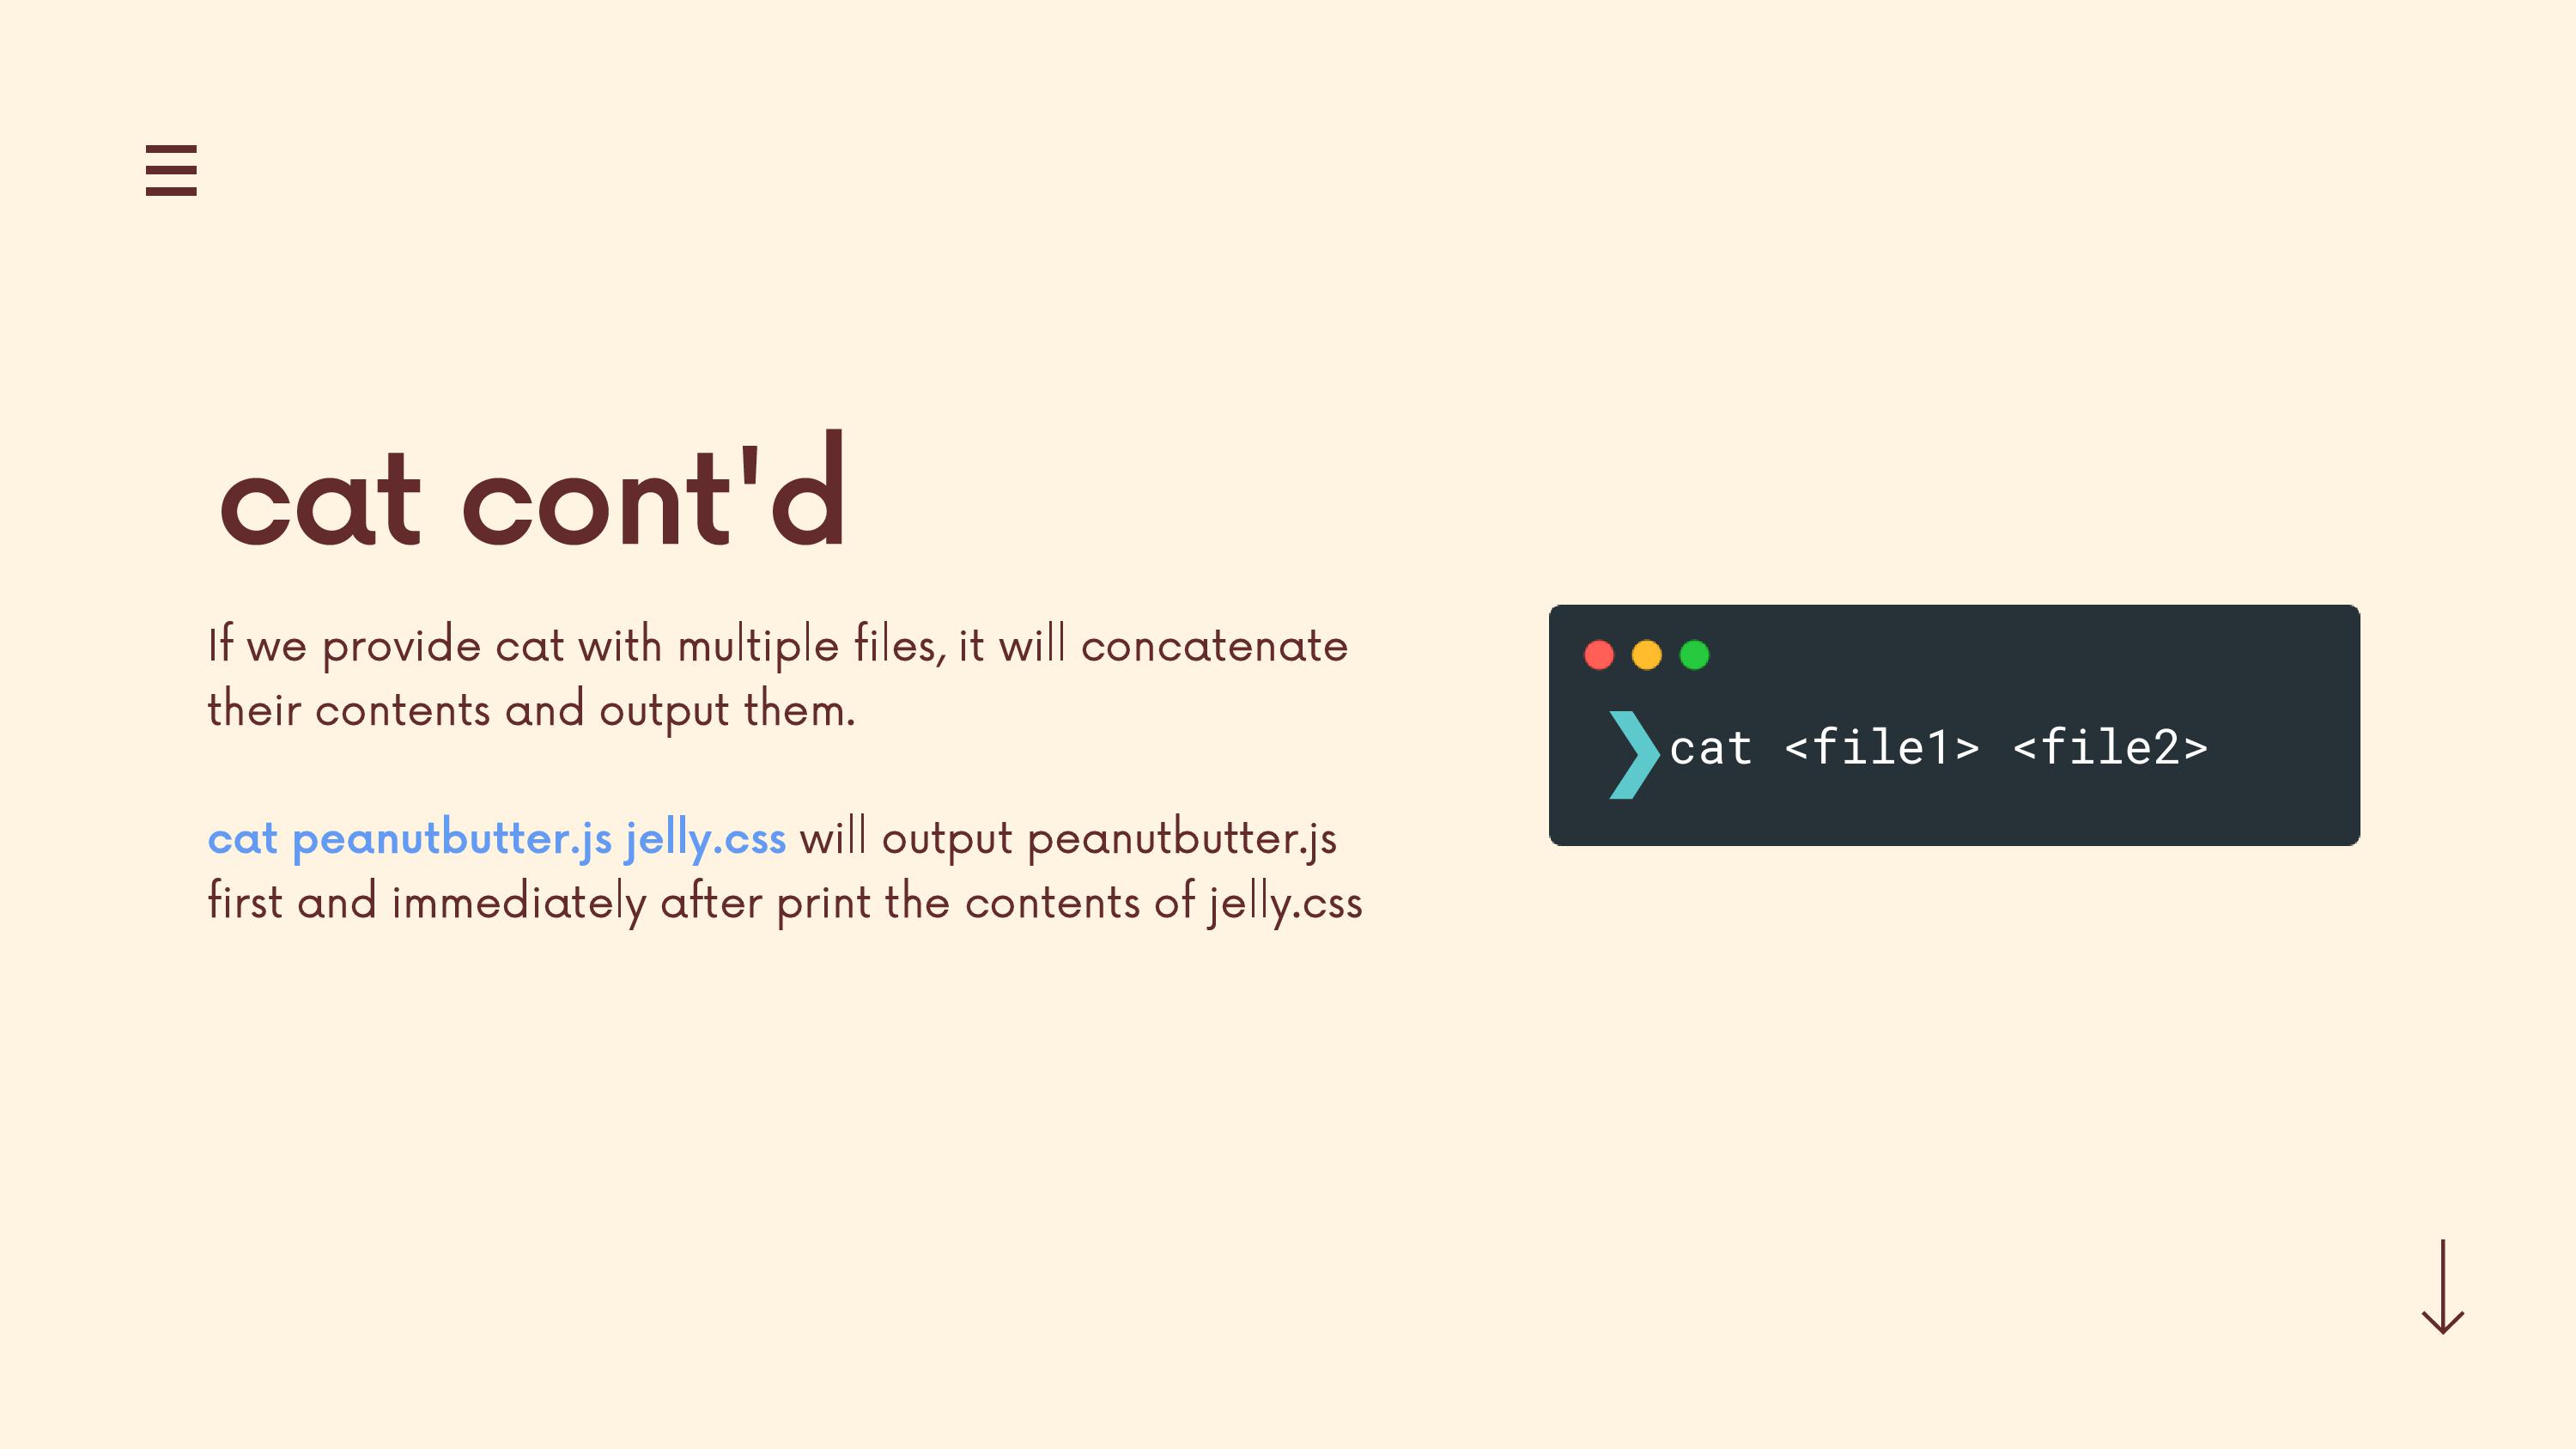 cat cont'd
If we provide cat with multiple files, it will concatenate
their contents and output them.
cat peanutbutter.js jelly.css will output peanutbutter.js
first and immediately after print the contents of jelly.css
❯cat <file1> <file2>